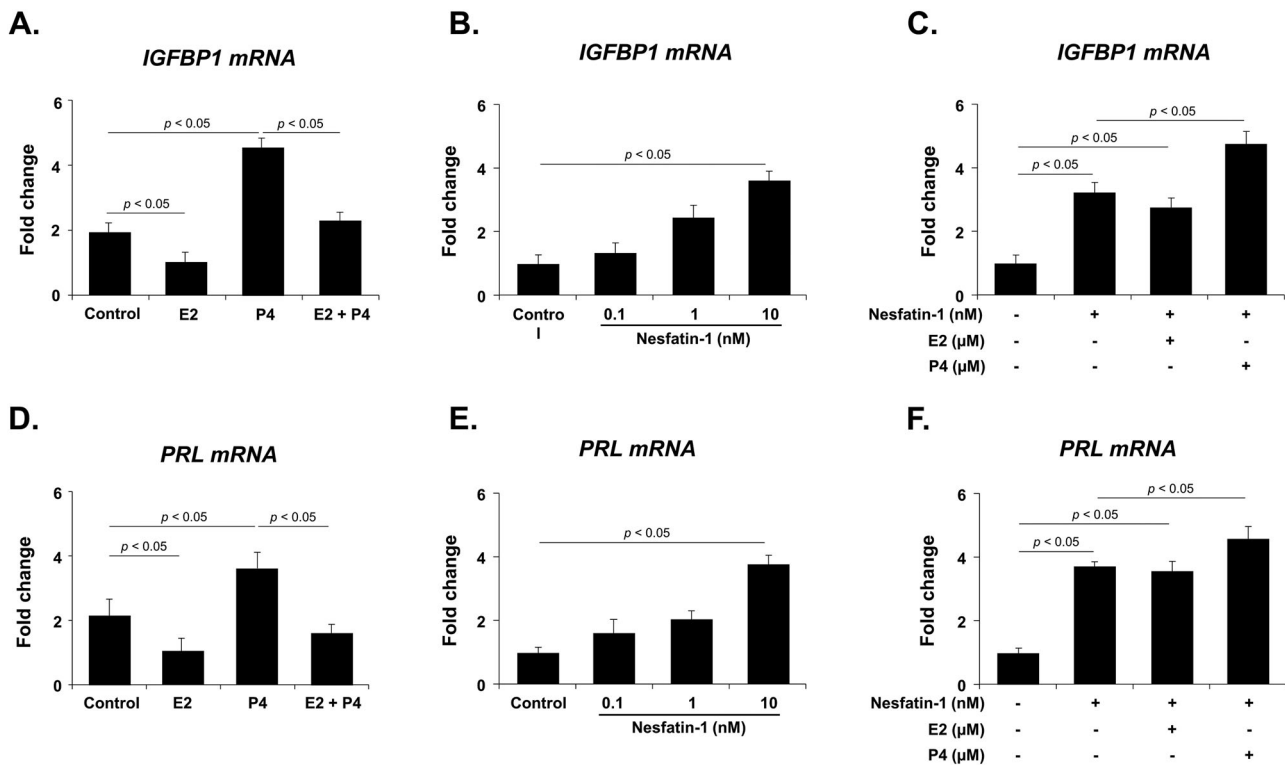 A.
IGFBP1 mRNA
Fold change
6
4
2
0
p < 0.05
p < 0.05
p < 0.05
Control E2 P4 E2 + P4
B.
IGFBP1 mRNA
Fold change
6
4
2
0
p < 0.05
Contro
l
0.1 1 10
Nesfatin-1 (nM)
C.
IGFBP1 mRNA
Fold change
6
4
2
0
p < 0.05
p < 0.05
p < 0.05
Nesfatin-1 (nM) - + + +
E2 (µM) - - + -
P4 (µM) - - - +
D.
PRL mRNA
Fold change
6
4
2
0
p < 0.05
p < 0.05
p < 0.05
Control E2 P4 E2 + P4
E.
PRL mRNA
Fold change
6
4
2
0
p < 0.05
Control 0.1 1 10
Nesfatin-1 (nM)
F.
PRL mRNA
Fold change
6
4
2
0
p < 0.05
p < 0.05
p < 0.05
Nesfatin-1 (nM) - + + +
E2 (µM) - - + -
P4 (µM) - - - +